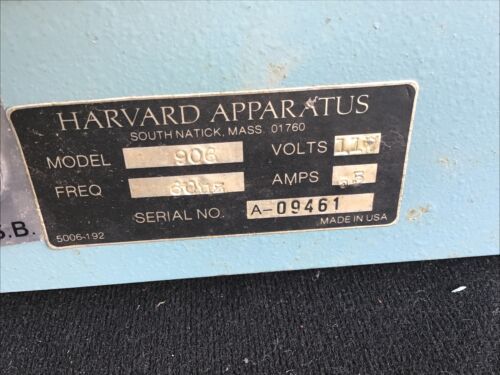 HARVARD APPARATUS
SOUTH NATICK, MASS. 01760
MODEL 906 VOLTS 117
FREQ 60Hz AMPS .5
SERIAL NO. A-09461
5006-192 MADE IN USA
S.B.